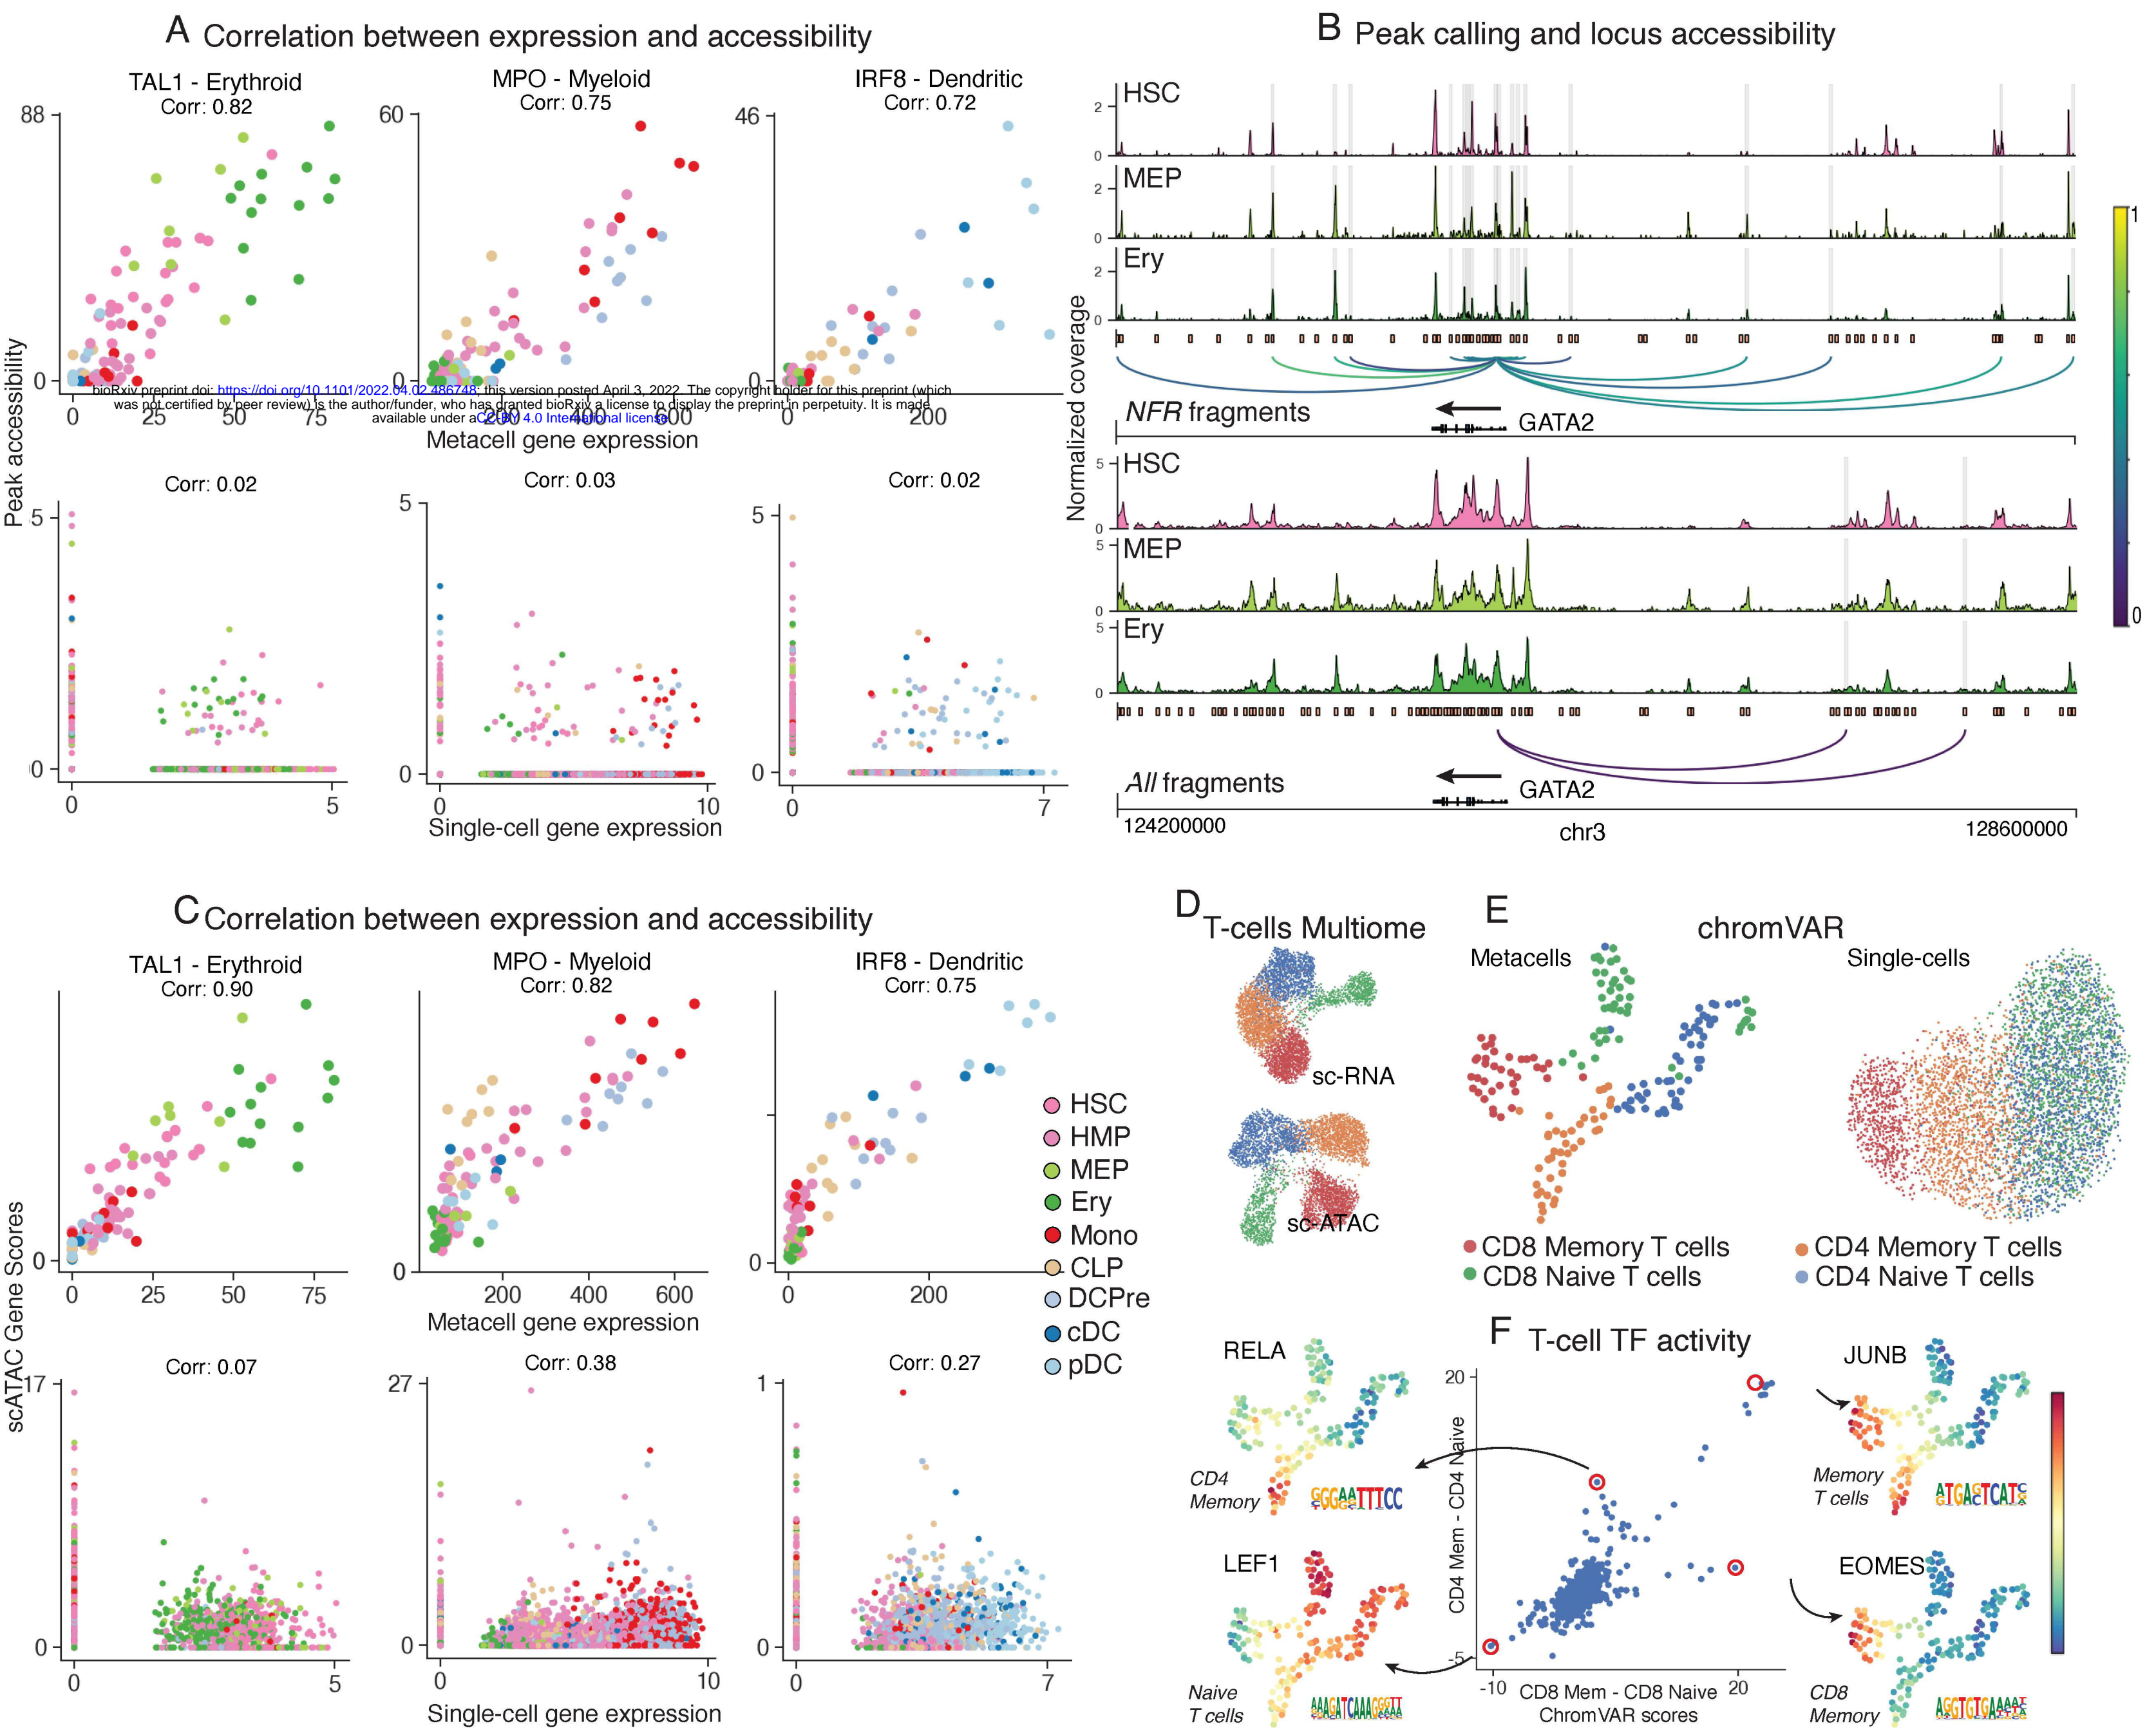 A Correlation between expression and accessibility
TAL1 - Erythroid
Corr: 0.82
MPO - Myeloid
Corr: 0.75
IRF8 - Dendritic
Corr: 0.72
88
60
46
Peak accessibility
0
0
0
bioRxiv preprint doi: https://doi.org/10.1101/2022.04.02.486748; this version posted April 3, 2022. The copyright holder for this preprint (which
was not certified by peer review) is the author/funder, who has granted bioRxiv a license to display the preprint in perpetuity. It is made
available under a CC-BY 4.0 International license.
0 25 50 75
200 400 600
0 200
Metacell gene expression
Corr: 0.02
Corr: 0.03
Corr: 0.02
5
5
5
0
0
0
0 5
0 10
0 7
Single-cell gene expression
B Peak calling and locus accessibility
Normalized coverage
HSC
2
0
MEP
2
0
Ery
2
0
NFR fragments
GATA2
HSC
5
0
MEP
5
0
Ery
5
0
All fragments
GATA2
124200000
chr3
128600000
1
0
C Correlation between expression and accessibility
TAL1 - Erythroid
Corr: 0.90
MPO - Myeloid
Corr: 0.82
IRF8 - Dendritic
Corr: 0.75
scATAC Gene Scores
0
0
0
0 25 50 75
200 400 600
0 200
Metacell gene expression
HSC
HMP
MEP
Ery
Mono
CLP
DCPre
cDC
pDC
Corr: 0.07
Corr: 0.38
Corr: 0.27
17
27
1
0
0
0
0 5
0 10
0 7
Single-cell gene expression
D
T-cells Multiome
sc-RNA
sc-ATAC
E
chromVAR
Metacells
Single-cells
CD8 Memory T cells
CD4 Memory T cells
CD8 Naive T cells
CD4 Naive T cells
F T-cell TF activity
RELA
CD4
Memory
LEF1
Naive
T cells
20
CD4 Mem - CD4 Naive
-5
-10
CD8 Mem - CD8 Naive
20
ChromVAR scores
JUNB
Memory
T cells
EOMES
CD8
Memory